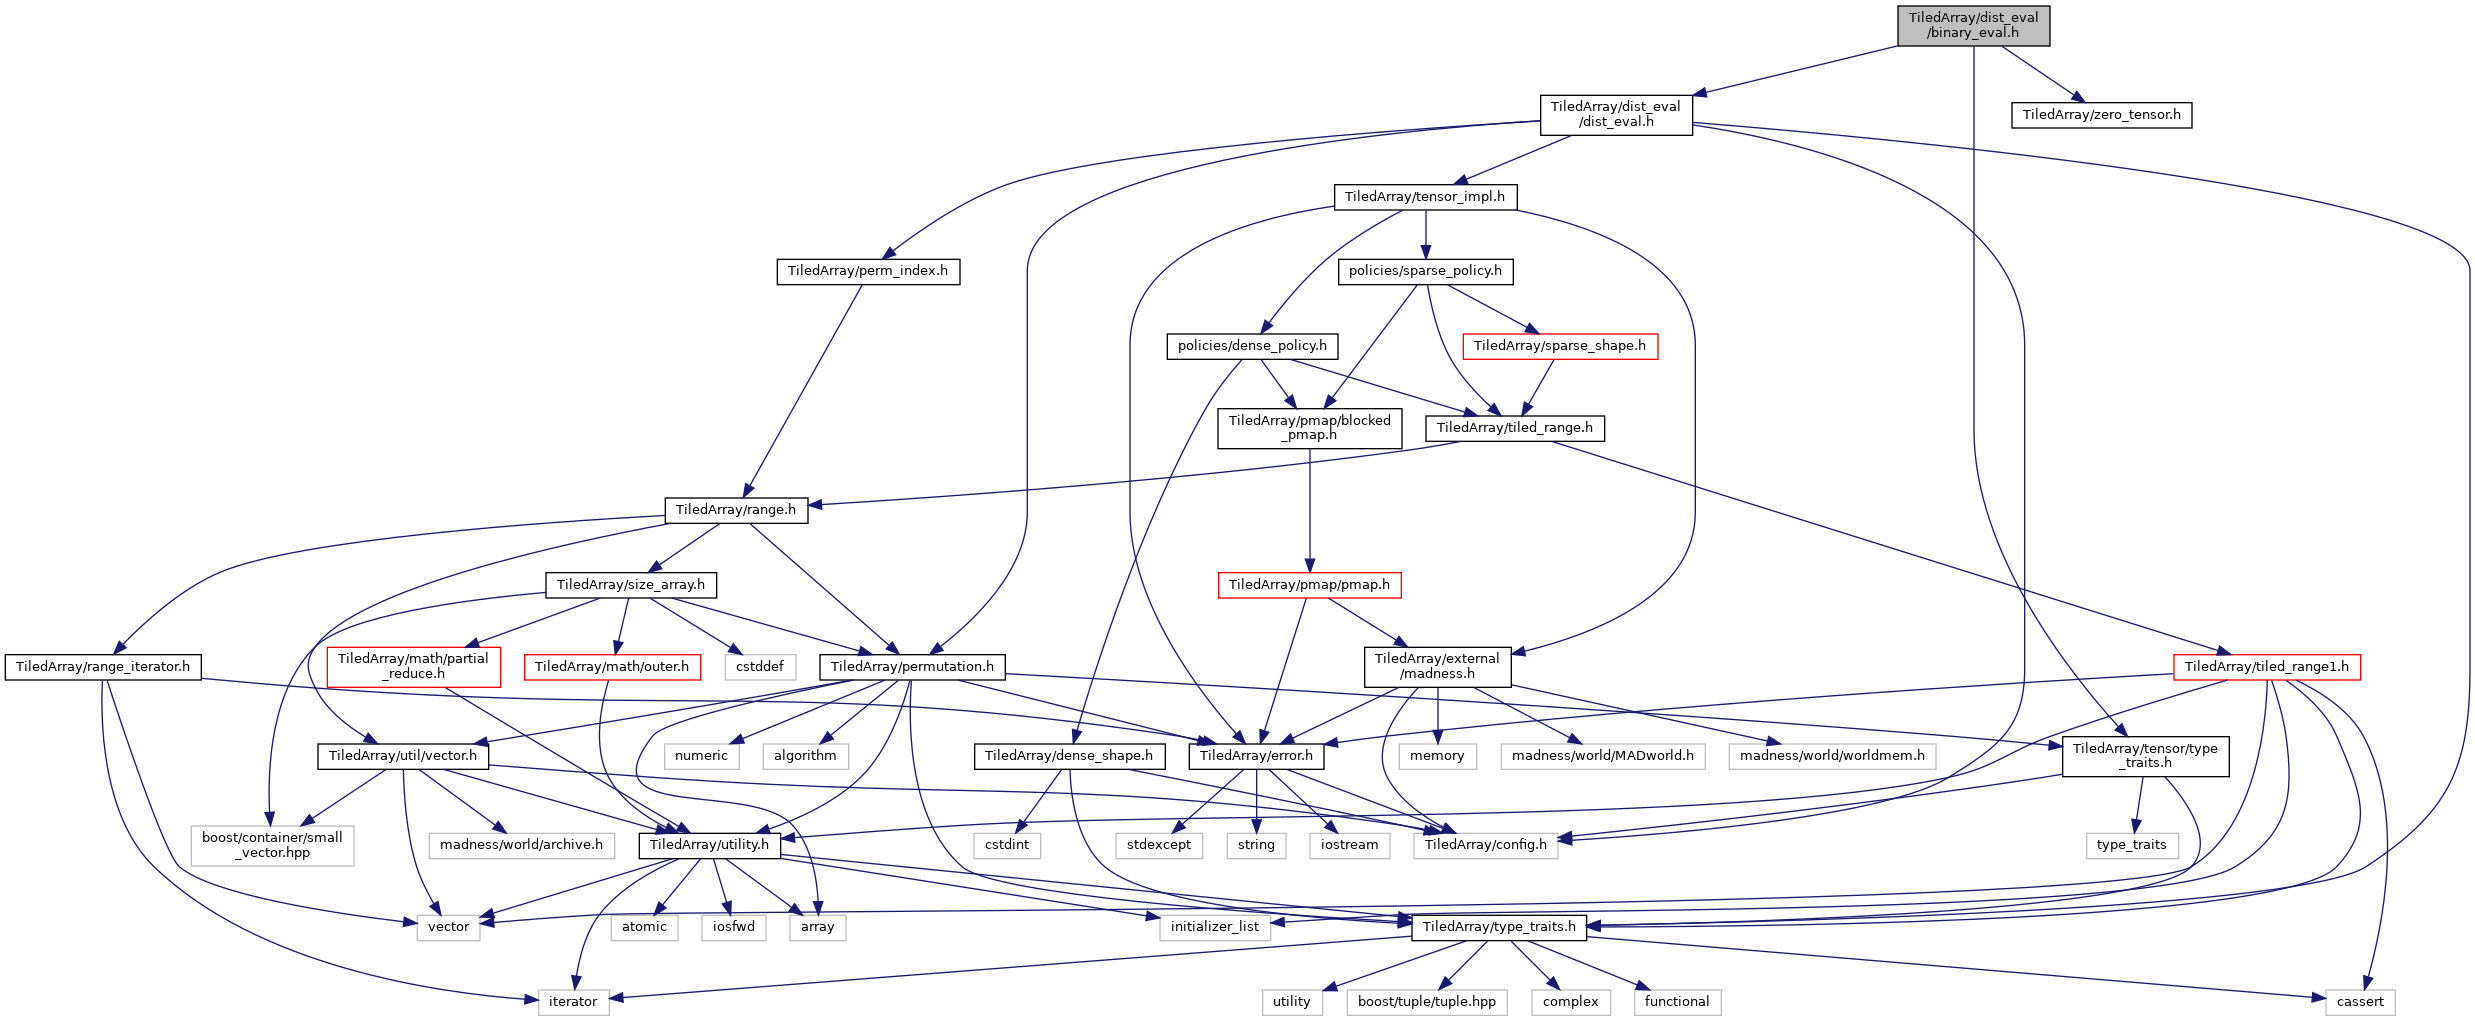 TiledArray/dist_eval
/binary_eval.h
TiledArray/dist_eval
/dist_eval.h
TiledArray/zero_tensor.h
TiledArray/tensor_impl.h
TiledArray/perm_index.h
policies/sparse_policy.h
policies/dense_policy.h
TiledArray/sparse_shape.h
TiledArray/pmap/blocked
_pmap.h
TiledArray/tiled_range.h
TiledArray/range.h
TiledArray/size_array.h
TiledArray/pmap/pmap.h
TiledArray/range_iterator.h
TiledArray/math/partial
_reduce.h
TiledArray/math/outer.h
cstddef
TiledArray/permutation.h
TiledArray/external
/madness.h
TiledArray/tiled_range1.h
TiledArray/util/vector.h
numeric
algorithm
TiledArray/dense_shape.h
TiledArray/error.h
memory
madness/world/MADworld.h
madness/world/worldmem.h
TiledArray/tensor/type
_traits.h
boost/container/small
_vector.hpp
madness/world/archive.h
TiledArray/utility.h
cstdint
stdexcept
string
iostream
TiledArray/config.h
type_traits
vector
atomic
iosfwd
array
initializer_list
TiledArray/type_traits.h
iterator
utility
boost/tuple/tuple.hpp
complex
functional
cassert